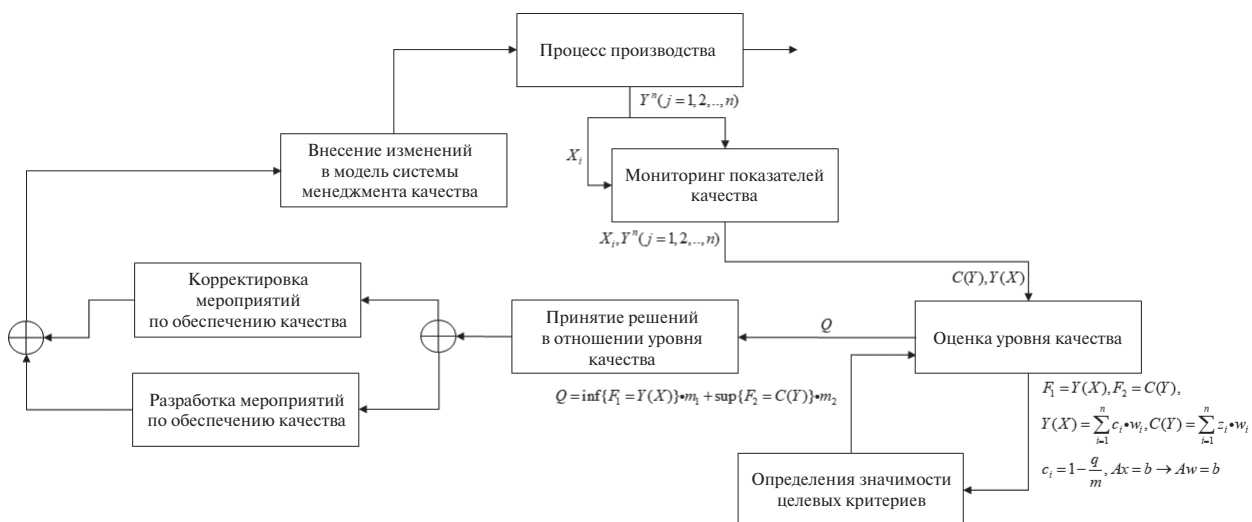 Процесс производства
Y^n(j=1,2,..,n)
Внесение изменений
в модель системы
менеджмента качества
X_i
Мониторинг показателей
качества
X_i,Y^n(j=1,2,..,n)
C(Y),Y(X)
Корректировка
мероприятий
по обеспечению качества
Принятие решений
в отношении уровня
качества
Q
Оценка уровня качества
Разработка мероприятий
по обеспечению качества
Q=inf{F_1=Y(X)}•m_1+sup{F_2=C(Y)}•m_2
F_1=Y(X),F_2=C(Y),
Y(X)=∑_{i=1}^{n}c_i•w_i,C(Y)=∑_{i=1}^{n}z_i•w_i
c_i=1-q/m,Ax=b→Aw=b
Определения значимости
целевых критериев